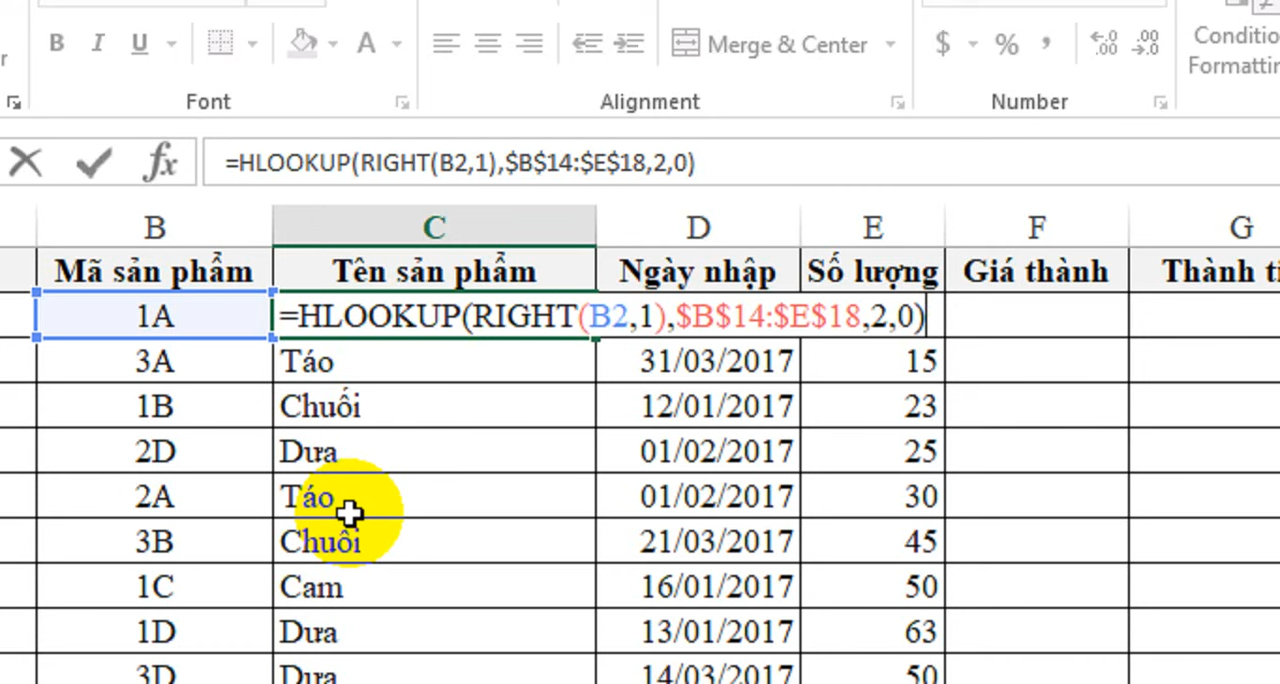 B I U A Merge & Center $ % , .00 .00 Conditio
Formattin
r Font Alignment Number
fx =HLOOKUP(RIGHT(B2,1),$B$14:$E$18,2,0)
B C D E F G
Mã sản phẩm Tên sản phẩm Ngày nhập Số lượng Giá thành Thành ti
1A =HLOOKUP(RIGHT(B2,1),$B$14:$E$18,2,0)
3A Táo 31/03/2017 15
1B Chuối 12/01/2017 23
2D Dưa 01/02/2017 25
2A Táo 01/02/2017 30
3B Chuối 21/03/2017 45
1C Cam 16/01/2017 50
1D Dưa 13/01/2017 63
3D Dưa 14/03/2017 50